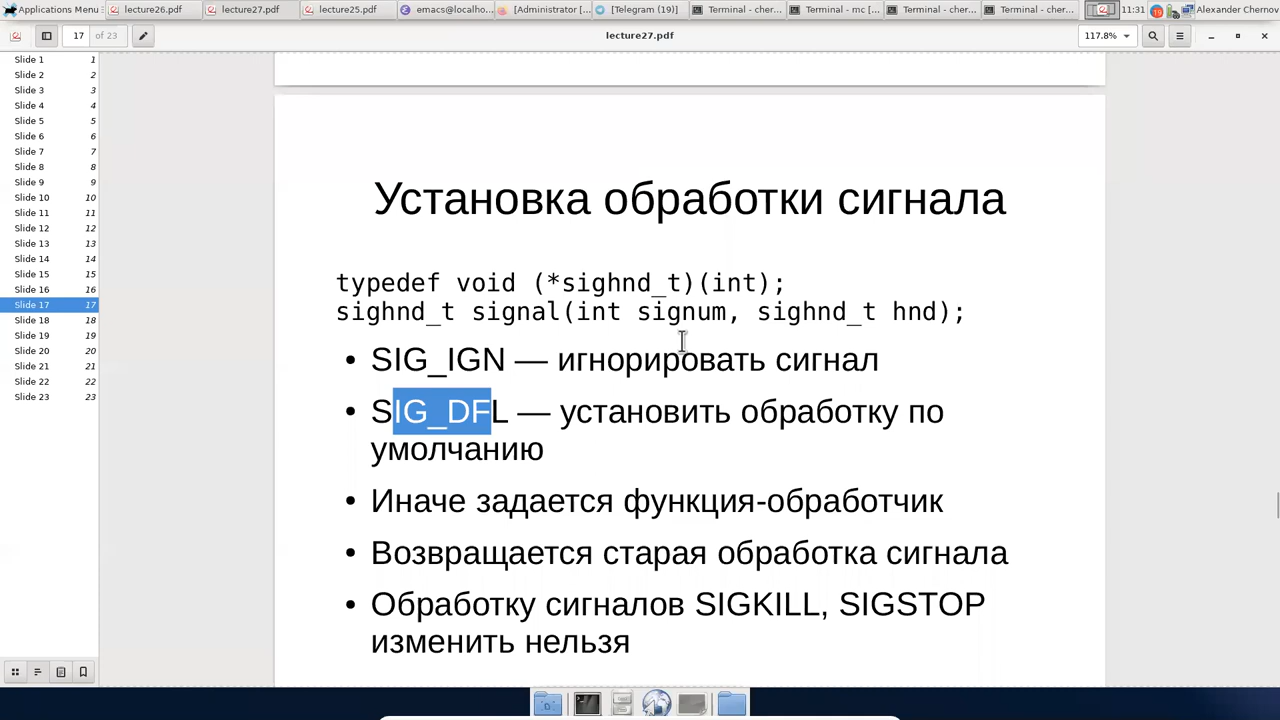 Applications Menu
lecture26.pdf
lecture27.pdf
lecture25.pdf
emacs@localho...
[Administrator [...
[Telegram (19)]
Terminal - cher...
Terminal - mc [...
Terminal - cher...
Terminal - cher...
11:31
19
Alexander Chernov
17
of 23
lecture27.pdf
117.8%
Slide 1 1
Slide 2 2
Slide 3 3
Slide 4 4
Slide 5 5
Slide 6 6
Slide 7 7
Slide 8 8
Slide 9 9
Slide 10 10
Slide 11 11
Slide 12 12
Slide 13 13
Slide 14 14
Slide 15 15
Slide 16 16
Slide 17 17
Slide 18 18
Slide 19 19
Slide 20 20
Slide 21 21
Slide 22 22
Slide 23 23
Установка обработки сигнала
typedef void (*sighnd_t)(int);
sighnd_t signal(int signum, sighnd_t hnd);
• SIG_IGN — игнорировать сигнал
• SIG_DFL — установить обработку по
умолчанию
• Иначе задается функция-обработчик
• Возвращается старая обработка сигнала
• Обработку сигналов SIGKILL, SIGSTOP
изменить нельзя